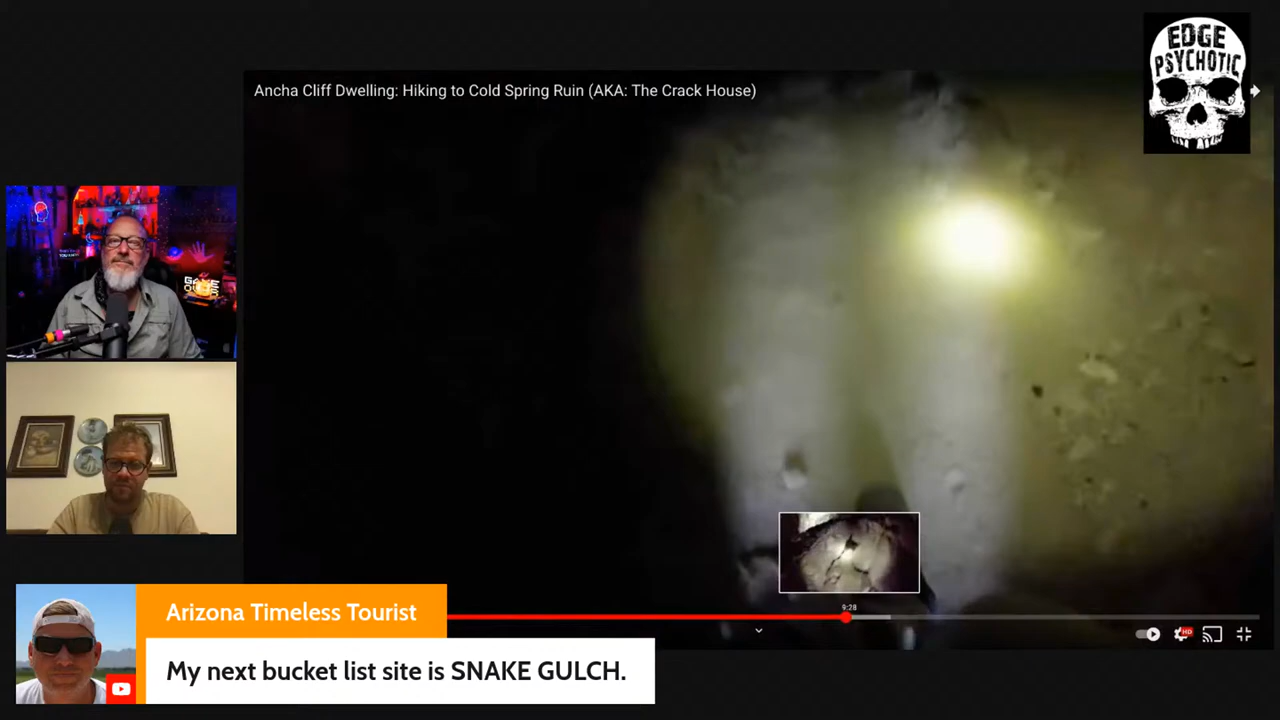 Ancha Cliff Dwelling: Hiking to Cold Spring Ruin (AKA: The Crack House)
EDGE
PSYCHOTIC
9:28
HD
Arizona Timeless Tourist
My next bucket list site is SNAKE GULCH.